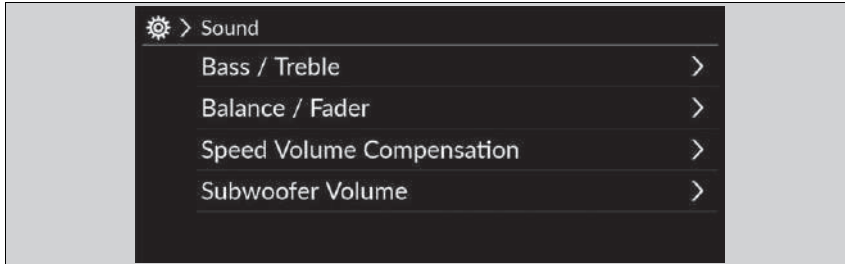 > Sound
Bass / Treble >
Balance / Fader >
Speed Volume Compensation >
Subwoofer Volume >